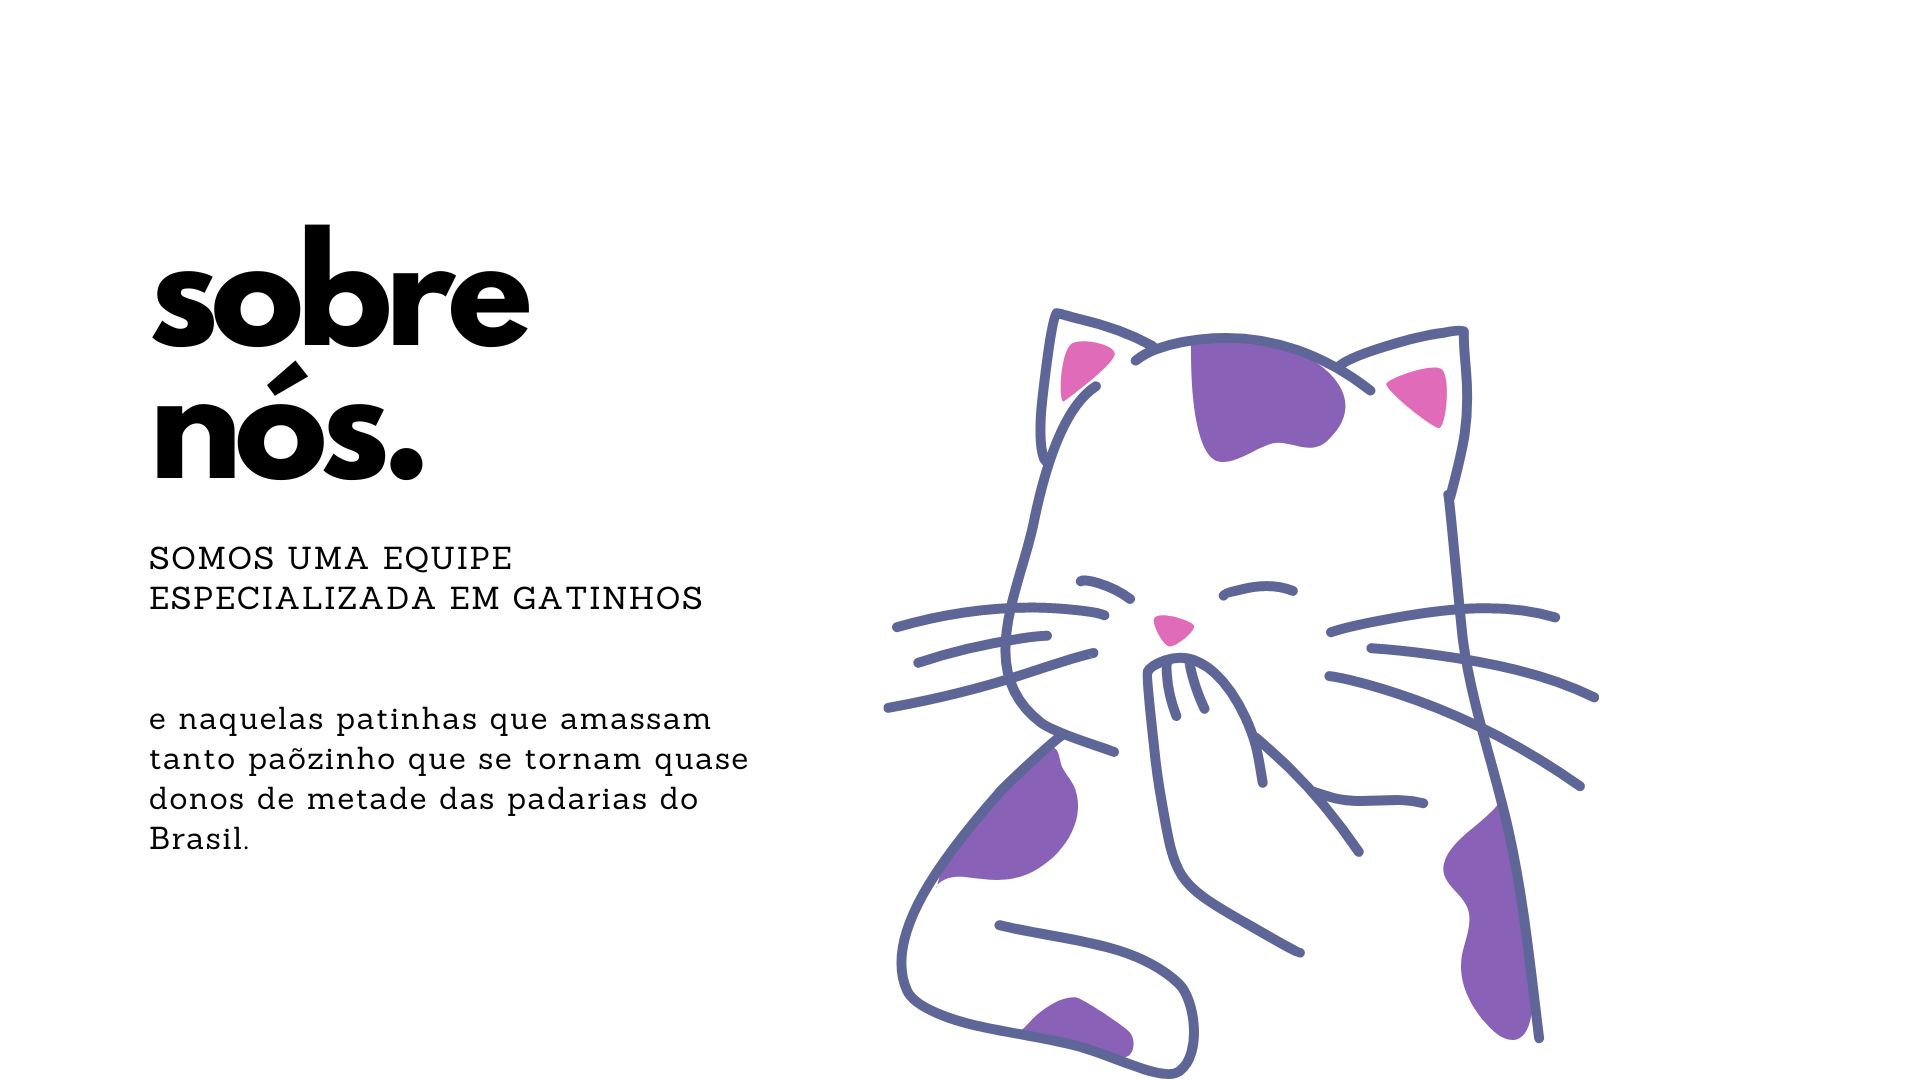 sobre
nós.
SOMOS UMA EQUIPE
ESPECIALIZADA EM GATINHOS
e naquelas patinhas que amassam
tanto paõzinho que se tornam quase
donos de metade das padarias do
Brasil.